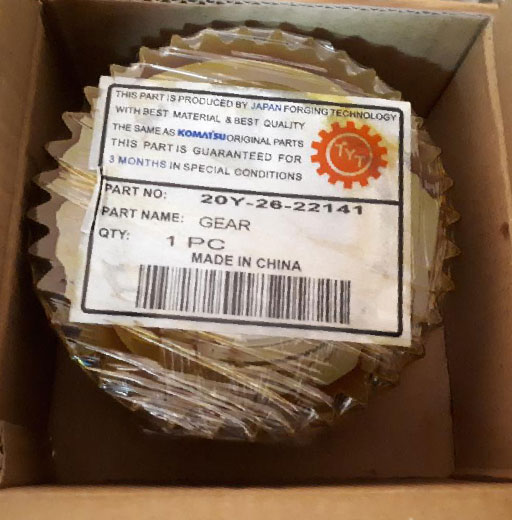 THIS PART IS PRODUCED BY JAPAN FORGING TECHNOLOGY
WITH BEST MATERIAL & BEST QUALITY
THE SAME AS KOMATSU ORIGINAL PARTS
THIS PART IS GUARANTEED FOR
3 MONTHS IN SPECIAL CONDITIONS
TYT
PART NO: 20Y-26-22141
PART NAME: GEAR
QTY: 1 PC
MADE IN CHINA